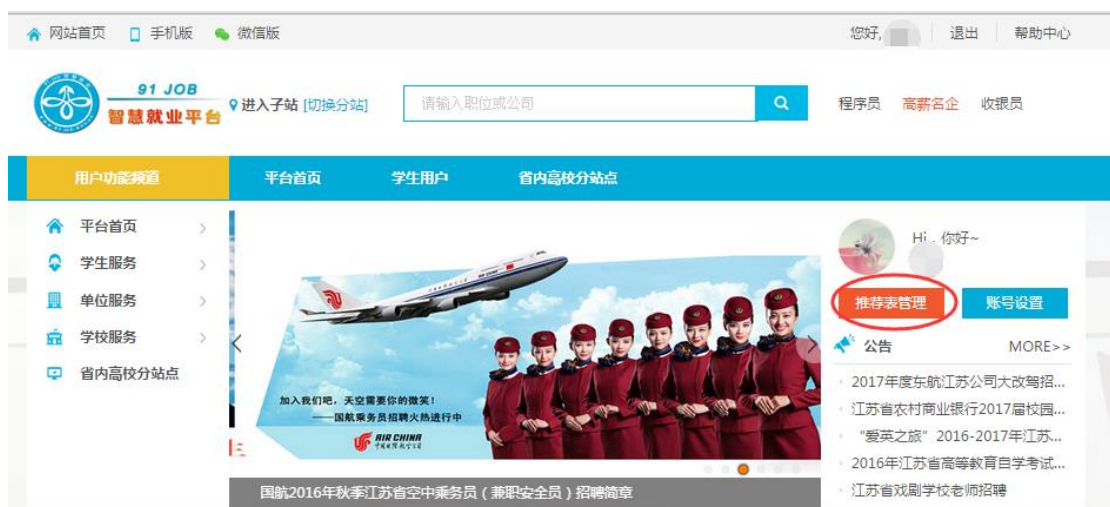 网站首页 手机版 微信版 您好, 退出 帮助中心
91 JOB
智慧就业平台
进入子站 [切换分站] 请输入职位或公司 程序员 高薪名企 收银员
用户功能频道 平台首页 学生用户 省内高校分站点
平台首页
学生服务
单位服务
学校服务
省内高校分站点
加入我们吧，天空需要你的微笑！
——国航乘务员招聘火热进行中
AIR CHINA
中国国际航空公司
国航2016年秋季江苏省空中乘务员（兼职安全员）招聘简章
Hi，你好~
推荐表管理 账号设置
公告 MORE>>
2017年度东航江苏公司大改驾招...
江苏省农村商业银行2017届校园...
“爱英之旅”2016-2017年江苏...
2016年江苏省高等教育自学考试...
江苏省戏剧学校老师招聘